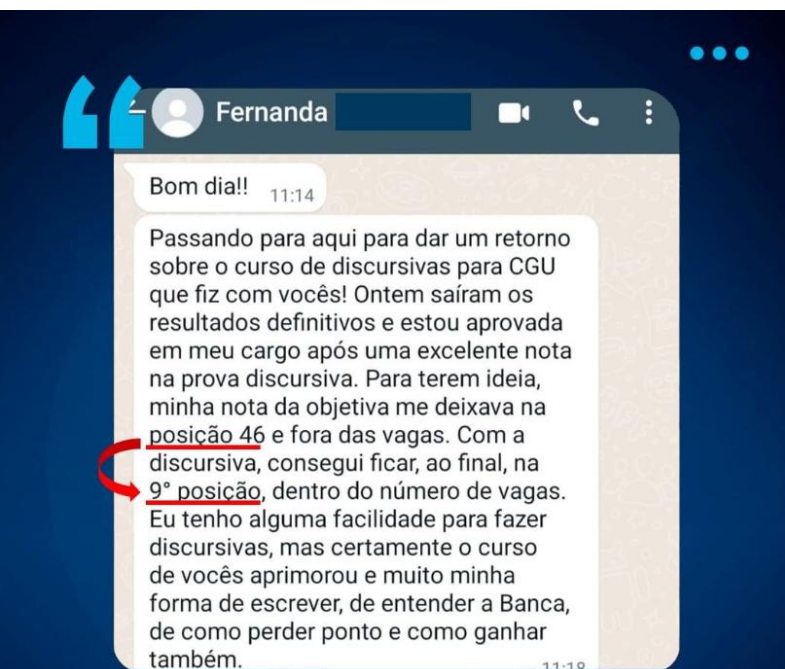 Fernanda
Bom dia!! 11:14
Passando para aqui para dar um retorno
sobre o curso de discursivas para CGU
que fiz com vocês! Ontem saíram os
resultados definitivos e estou aprovada
em meu cargo após uma excelente nota
na prova discursiva. Para terem ideia,
minha nota da objetiva me deixava na
posição 46 e fora das vagas. Com a
discursiva, consegui ficar, ao final, na
9° posição, dentro do número de vagas.
Eu tenho alguma facilidade para fazer
discursivas, mas certamente o curso
de vocês aprimorou e muito minha
forma de escrever, de entender a Banca,
de como perder ponto e como ganhar
também. 11:18